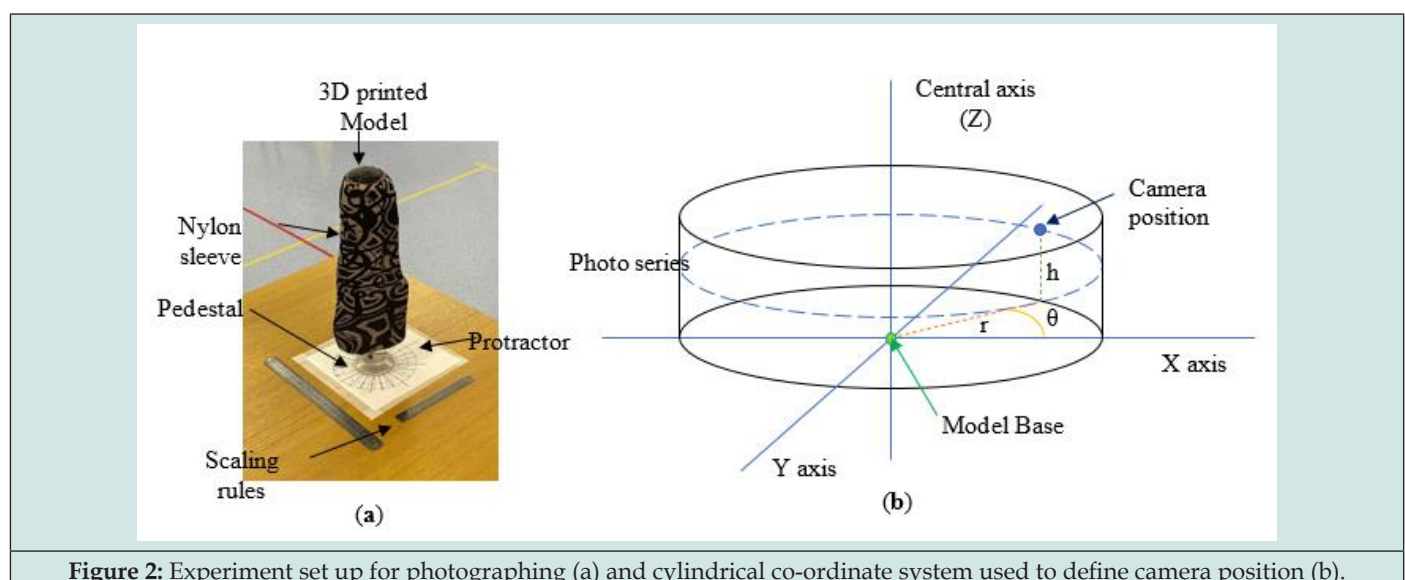 3D printed
Model
Nylon
sleeve
Pedestal
Protractor
Scaling
rules
(a)
Central axis
(Z)
Camera
position
Photo series
h
r
θ
X axis
Model Base
Y axis
(b)
Figure 2: Experiment set up for photographing (a) and cylindrical co-ordinate system used to define camera position (b).